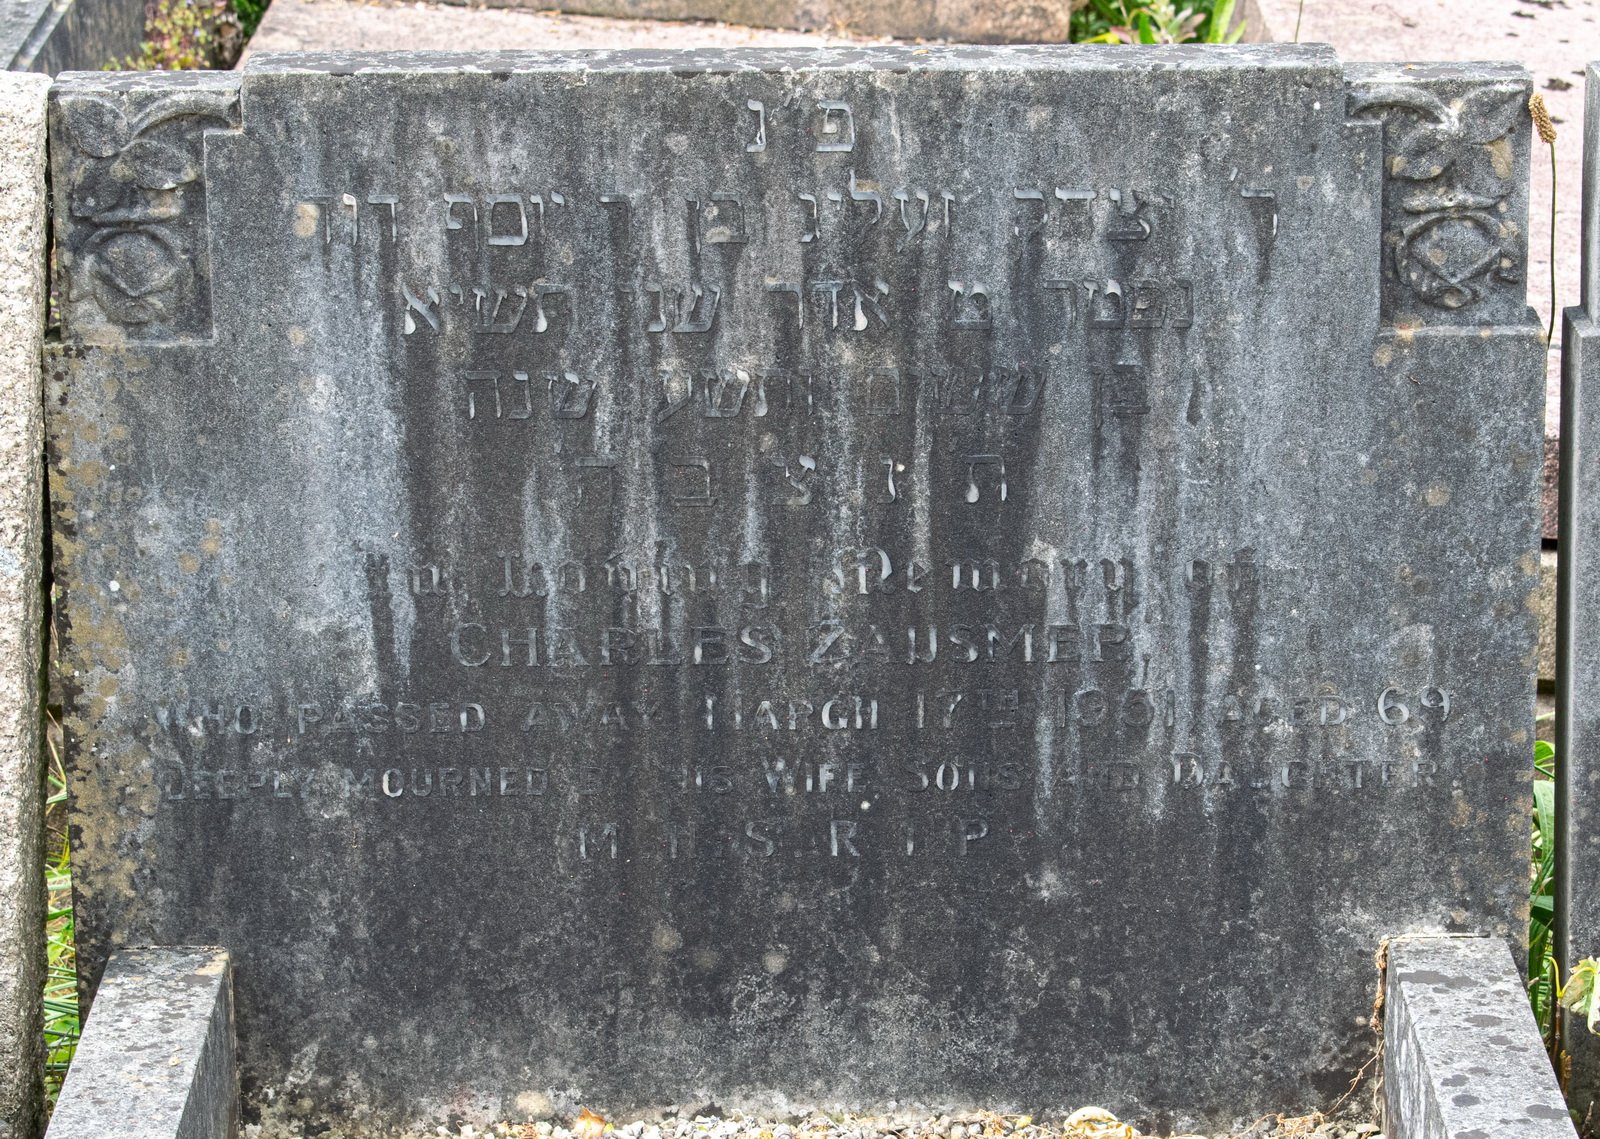 פ'נ
ר' יצחק זעליג בן ר יוסף דוד
נפטר ט אדר שני תשי'א
בן ששים ותשע שנה
ת נ צ ב ה
In Loving Memory of
CHARLES ZAUSMER,
WHO PASSED AWAY MARCH 17TH 1951, AGED 69
DEEPLY MOURNED BY HIS WIFE, SONS AND DAUGHTER.
M.H.S.R.I.P.